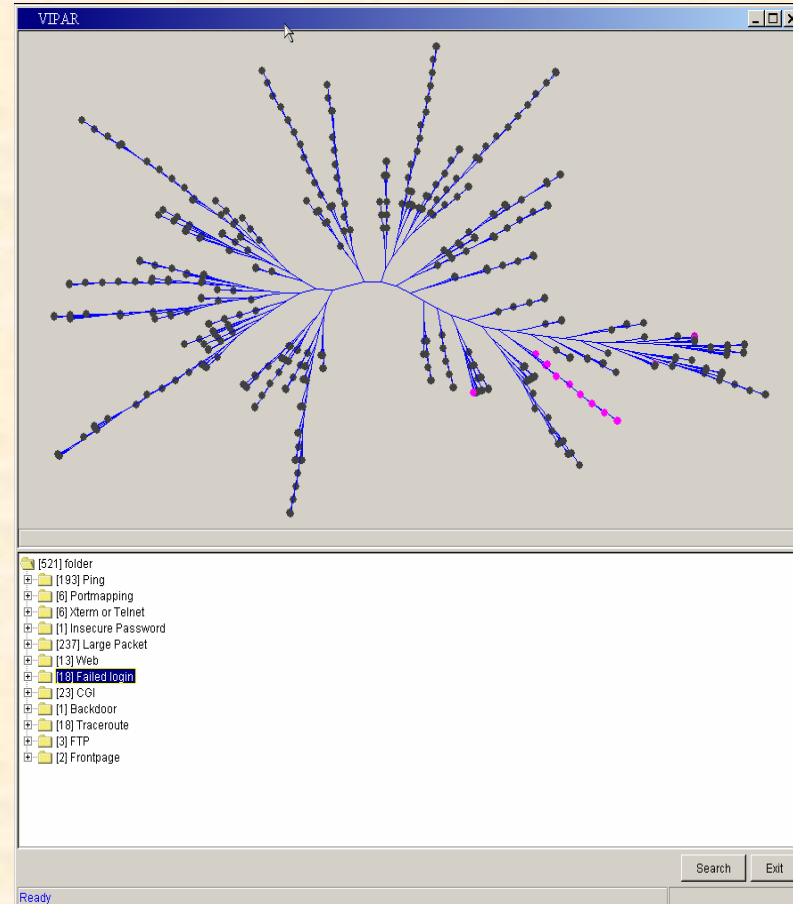 VIPAR
[521] folder
[193] Ping
[6] Portmapping
[6] Xterm or Telnet
[1] Insecure Password
[237] Large Packet
[13] Web
[18] Failed login
[23] CGI
[1] Backdoor
[18] Traceroute
[3] FTP
[2] Frontpage
Search Exit
Ready